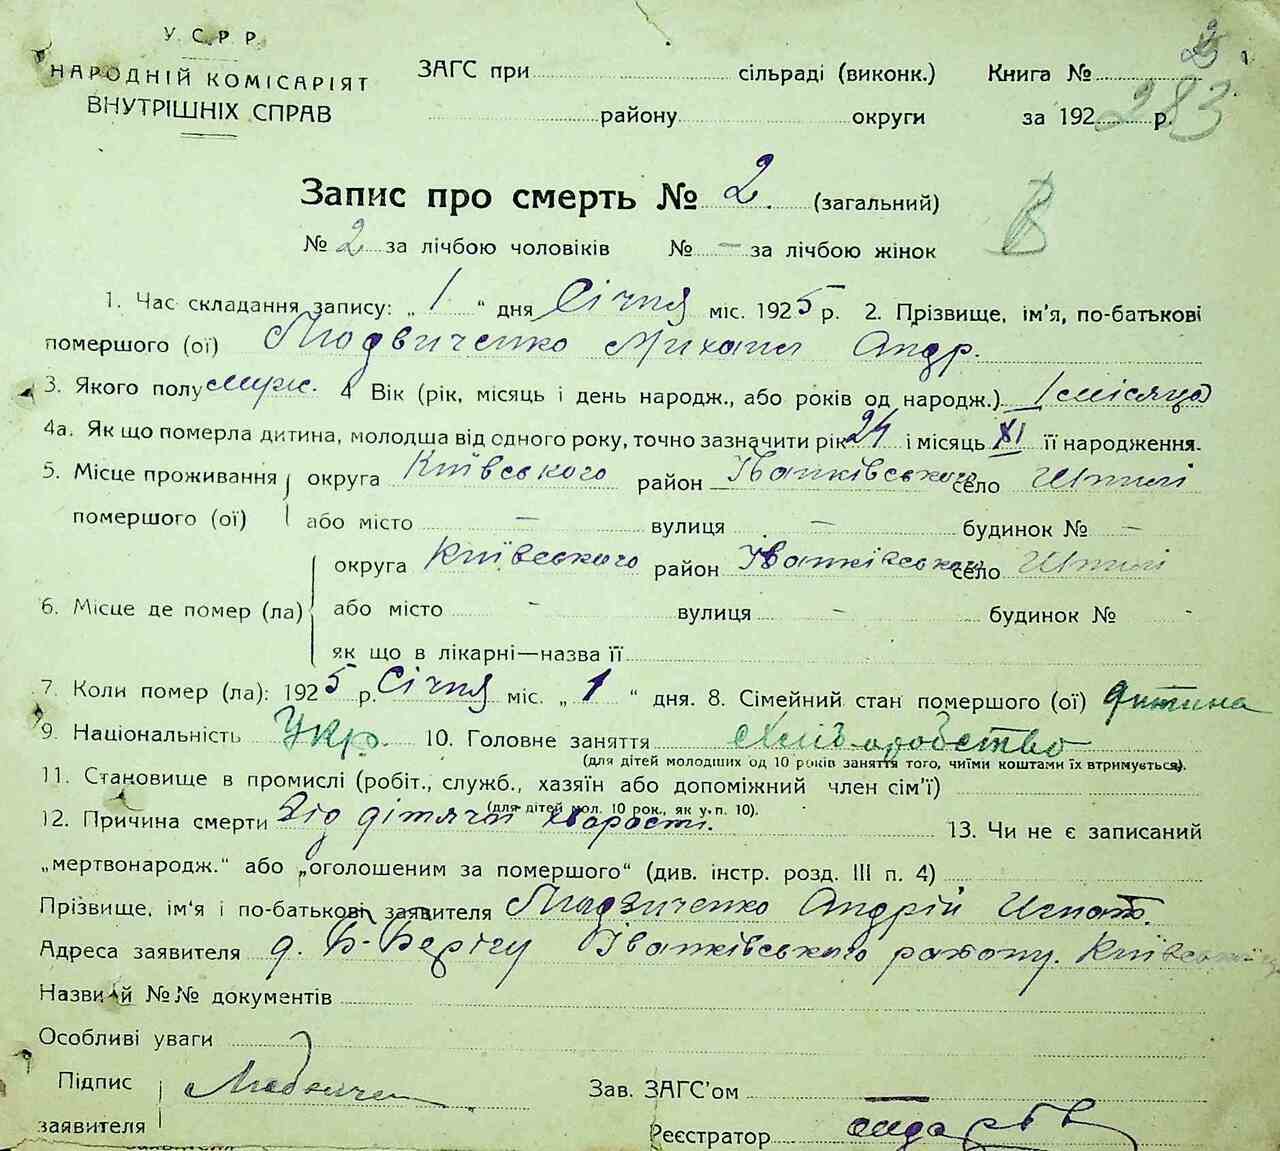 У.С.Р.Р.
НАРОДНІЙ КОМІСАРІЯТ
ВНУТРІШНІХ СПРАВ
ЗАГС при сільраді (виконк.) Книга №
району округи за 192 р.
283
Запис про смерть № 2. (загальний)
№ 2 за лічбою чоловіків № — за лічбою жінок
1. Час складання запису: „ 1 “ дня Січня міс. 1925 р. 2. Прізвище, ім'я, по-батькові
помершого (ої) Михаил Андр.
3. Якого полу муж. 4 Вік (рік, місяць і день народж., або років од народж.) 1 місяца
4а. Як що померла дитина, молодша від одного року, точно зазначити рік 24 і місяць XI її народження.
5. Місце проживання округа Київського район Іванківського село Шпилі
помершого (ої) або місто — вулиця — будинок № —
округа Київського район Іванківського село Шпилі
6. Місце де помер (ла) або місто - вулиця - будинок № -
як що в лікарні—назва її
7. Коли помер (ла): 1925 р. Січня міс. „ 1 “ дня. 8. Сімейний стан помершого (ої) дитина
9. Національність Укр. 10. Головне заняття Хліборобство
(для дітей молодших од 10 років заняття того, чиїми коштами їх втримується).
11. Становище в промислі (робіт., служб., хазяїн або допоміжний член сім'ї)
(для дітей мол. 10 рок., як у п. 10).
12. Причина смерти Від дітячої хворости. 13. Чи не є записаний
„мертвонародж.“ або „оголошеним за помершого“ (див. інстр. розд. III п. 4)
Прізвище, ім'я і по-батькові заявителя Андрій Игнат.
Адреса заявителя Іванківського району. Київської
Назви й №№ документів
Особливі уваги
Підпис Зав. ЗАГС'ом
заявителя
Реєстратор